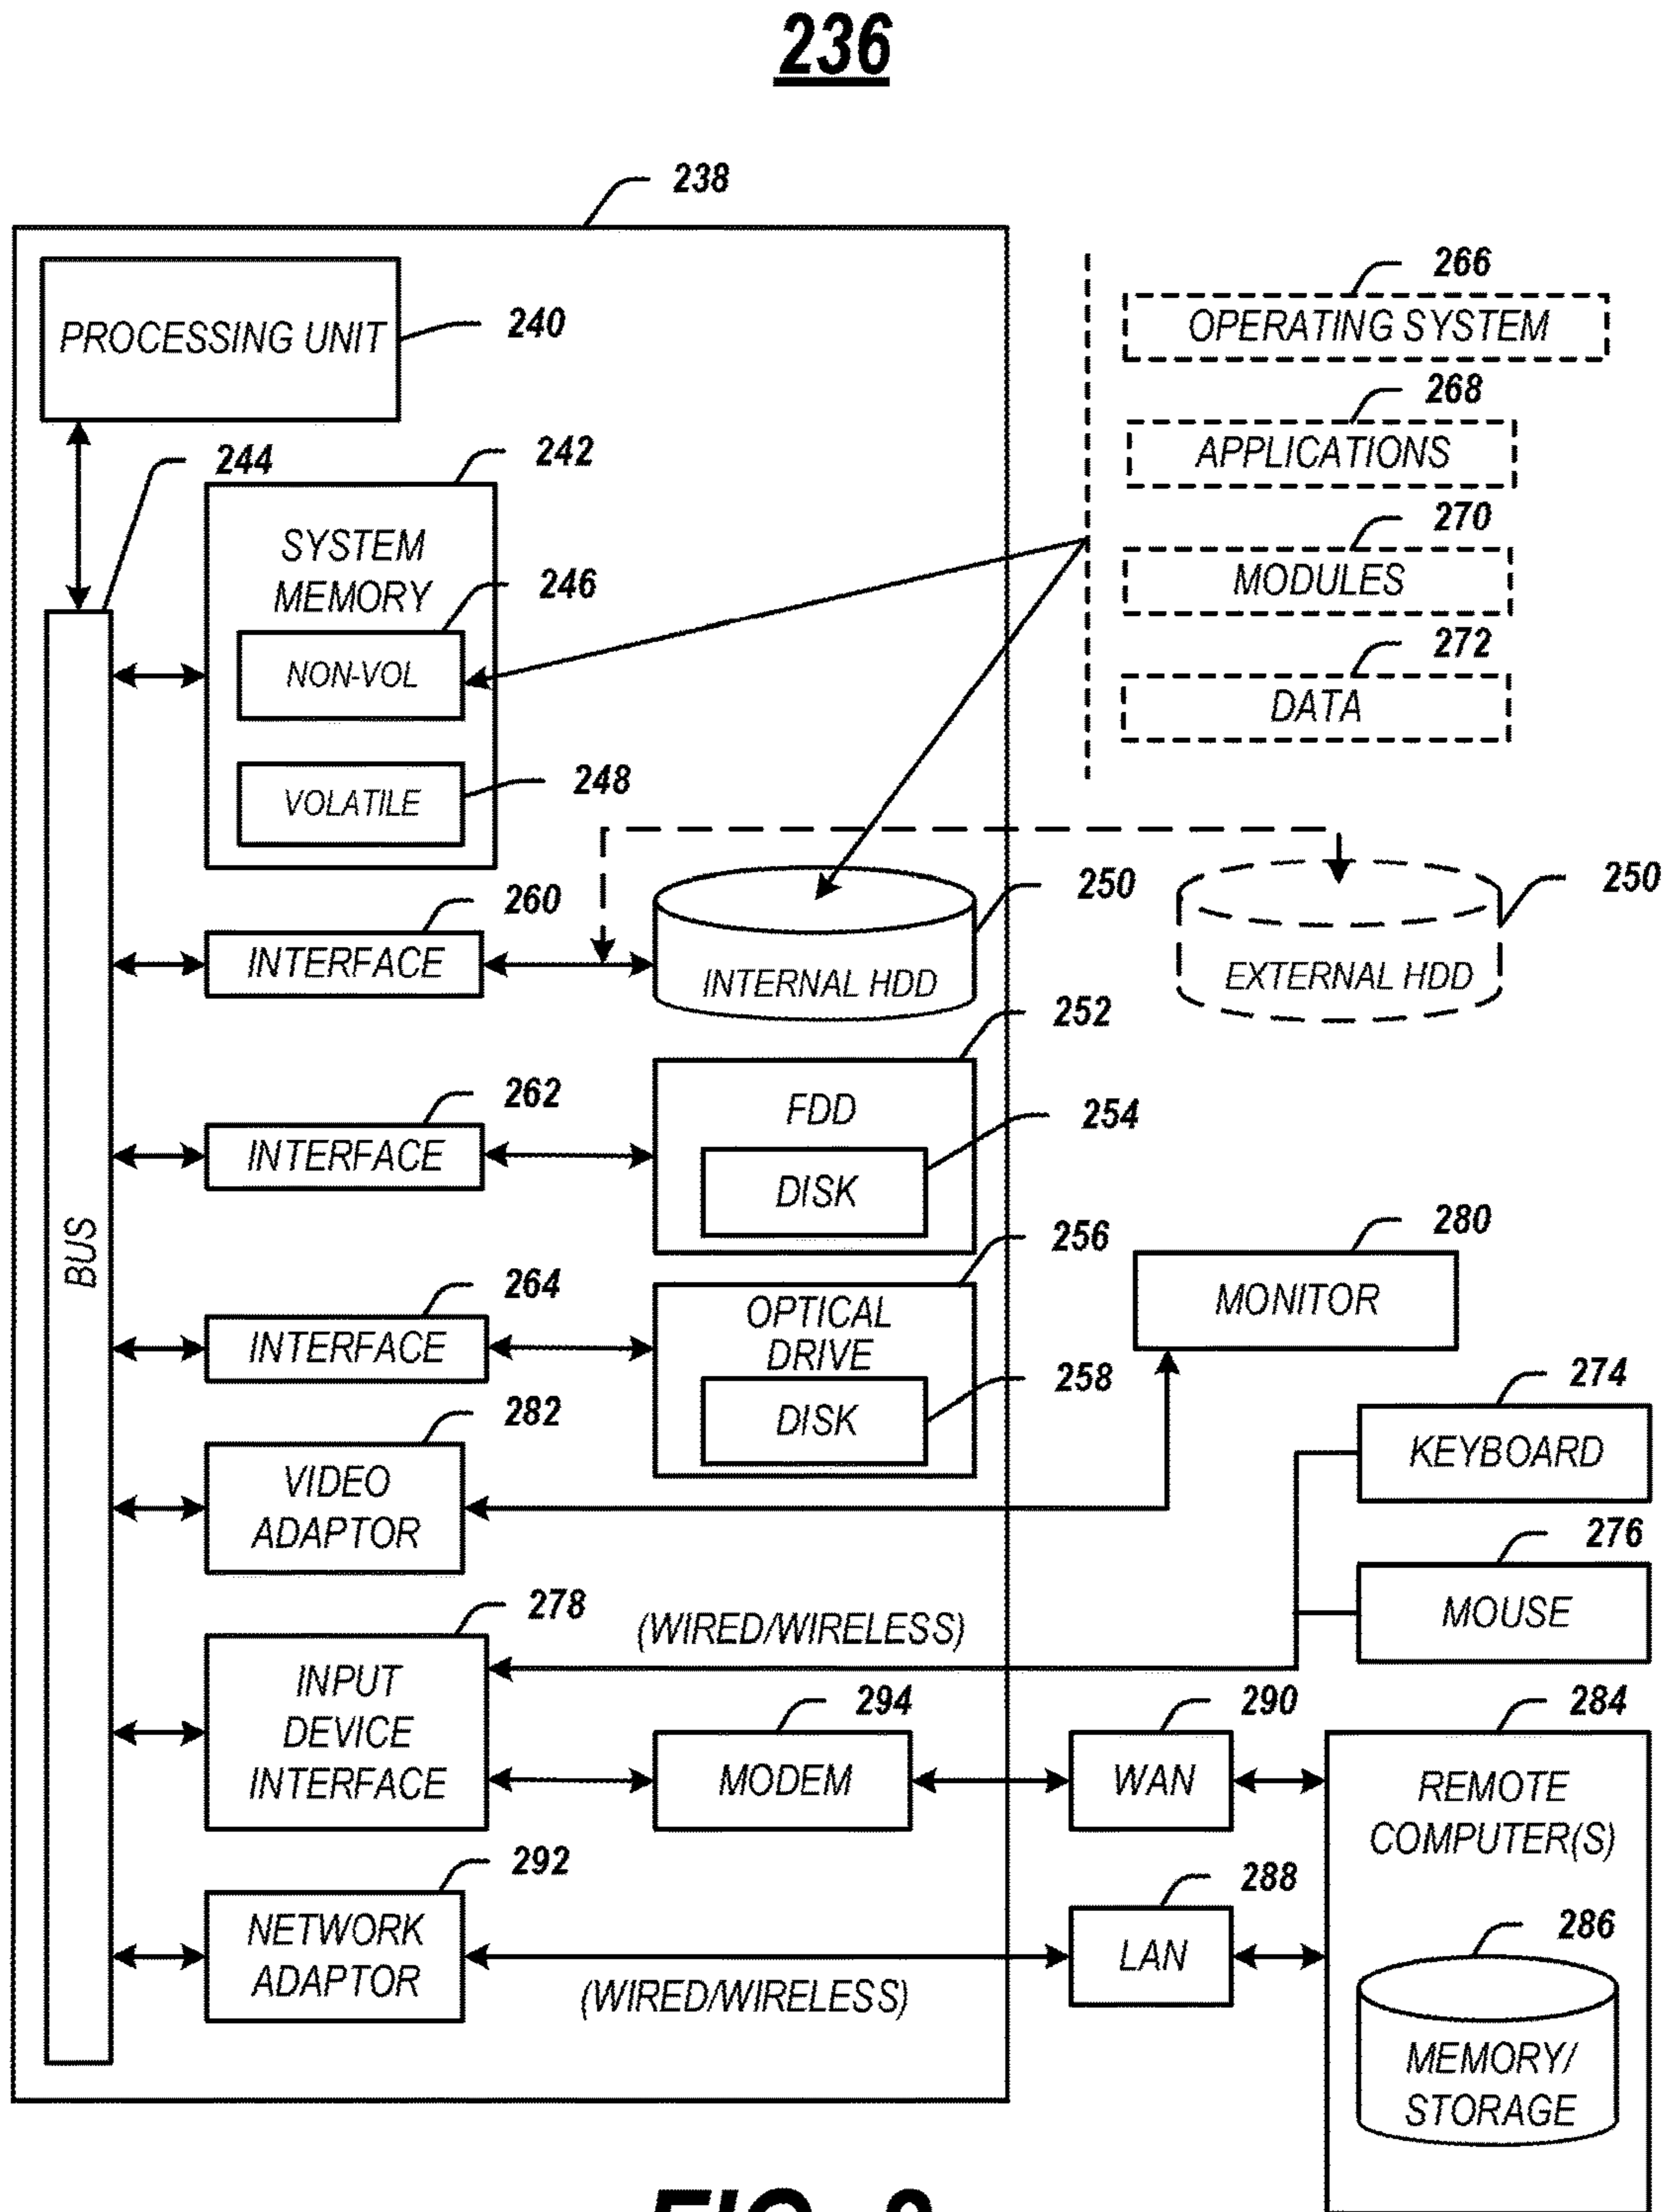 236
238
PROCESSING UNIT
240
266
OPERATING SYSTEM
268
APPLICATIONS
270
MODULES
272
DATA
244
242
SYSTEM
MEMORY
246
NON-VOL
248
VOLATILE
BUS
260
INTERFACE
250
INTERNAL HDD
250
EXTERNAL HDD
262
INTERFACE
252
FDD
254
DISK
264
INTERFACE
256
OPTICAL
DRIVE
258
DISK
280
MONITOR
282
VIDEO
ADAPTOR
274
KEYBOARD
276
MOUSE
278
INPUT
DEVICE
INTERFACE
(WIRED/WIRELESS)
294
MODEM
290
WAN
284
REMOTE
COMPUTER(S)
292
NETWORK
ADAPTOR
(WIRED/WIRELESS)
288
LAN
286
MEMORY/
STORAGE